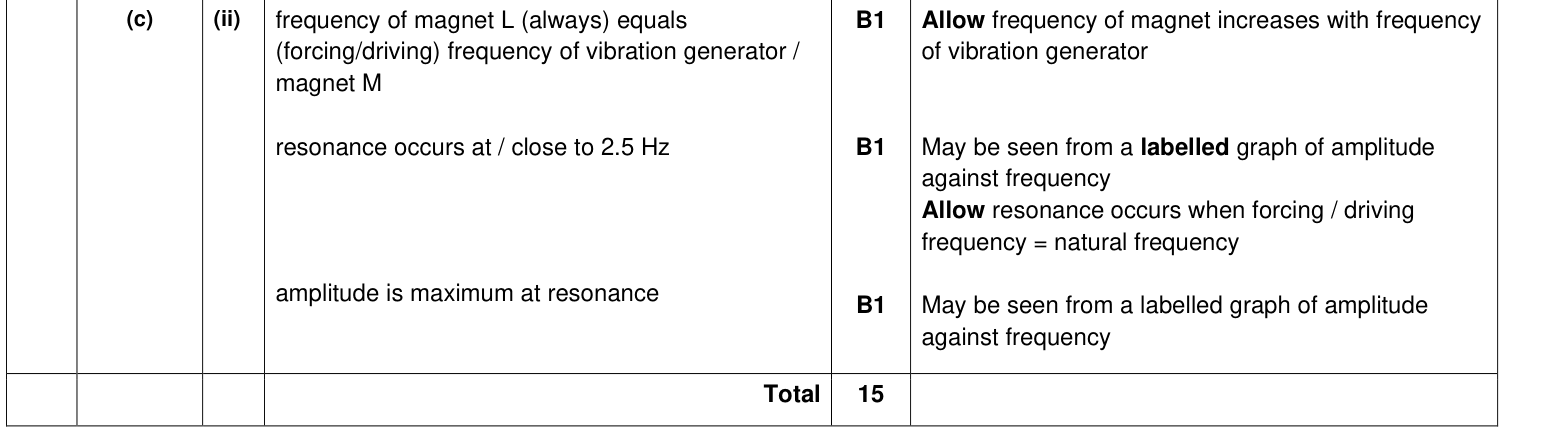 (c) (ii) frequency of magnet L (always) equals B1 Allow frequency of magnet increases with frequency
(forcing/driving) frequency of vibration generator / of vibration generator
magnet M
resonance occurs at / close to 2.5 Hz B1 May be seen from a labelled graph of amplitude
against frequency
Allow resonance occurs when forcing / driving
frequency = natural frequency
amplitude is maximum at resonance
B1 May be seen from a labelled graph of amplitude
against frequency
Total 15